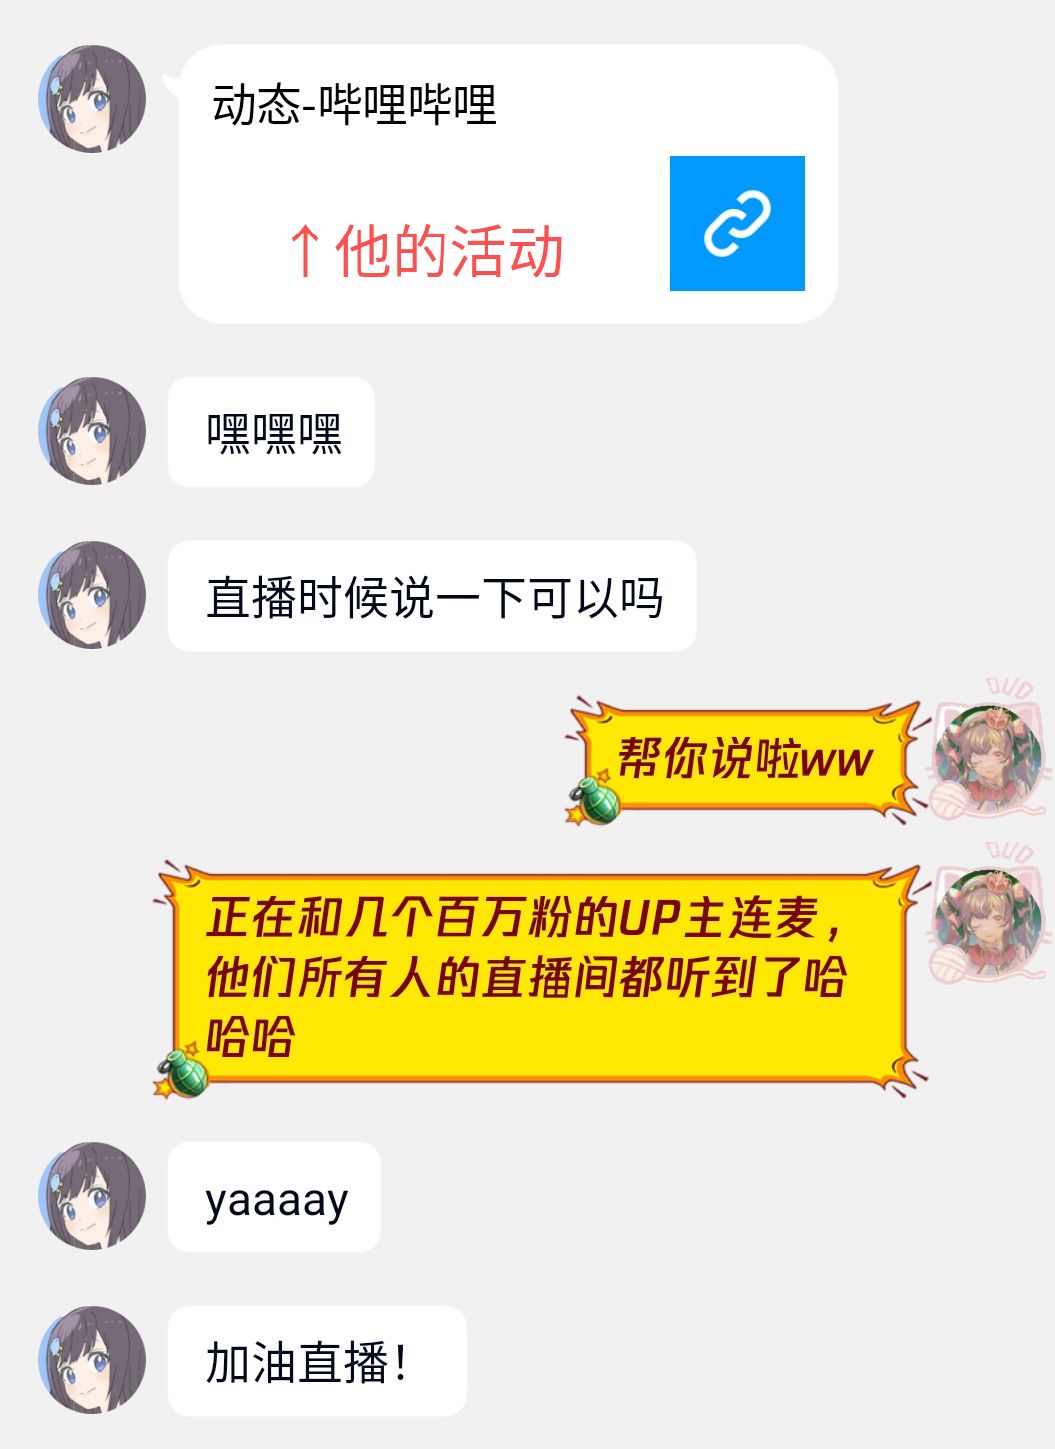 动态-哔哩哔哩
↑他的活动
嘿嘿嘿
直播时候说一下可以吗
帮你说啦ww
正在和几个百万粉的UP主连麦，
他们所有人的直播间都听到了哈
哈哈
yaaaay
加油直播！